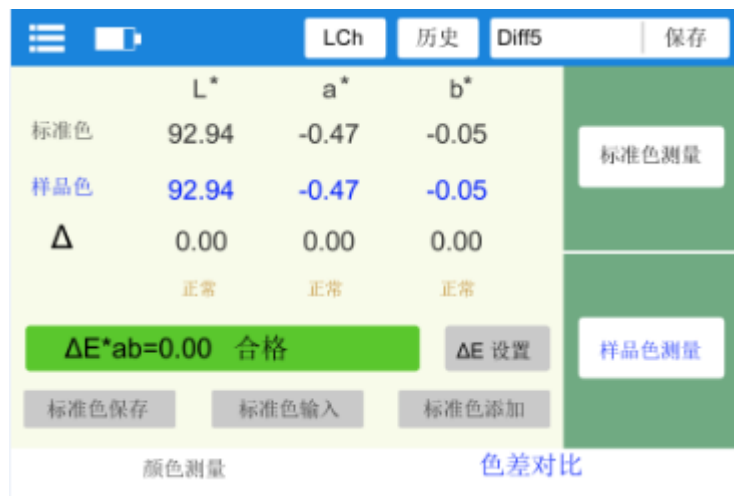 LCh 历史 Diff5 保存
L* a* b*
标准色 92.94 -0.47 -0.05
标准色测量
样品色 92.94 -0.47 -0.05
Δ 0.00 0.00 0.00
正常 正常 正常
ΔE*ab=0.00 合格 ΔE 设置
样品色测量
标准色保存 标准色输入 标准色添加
颜色测量 色差对比